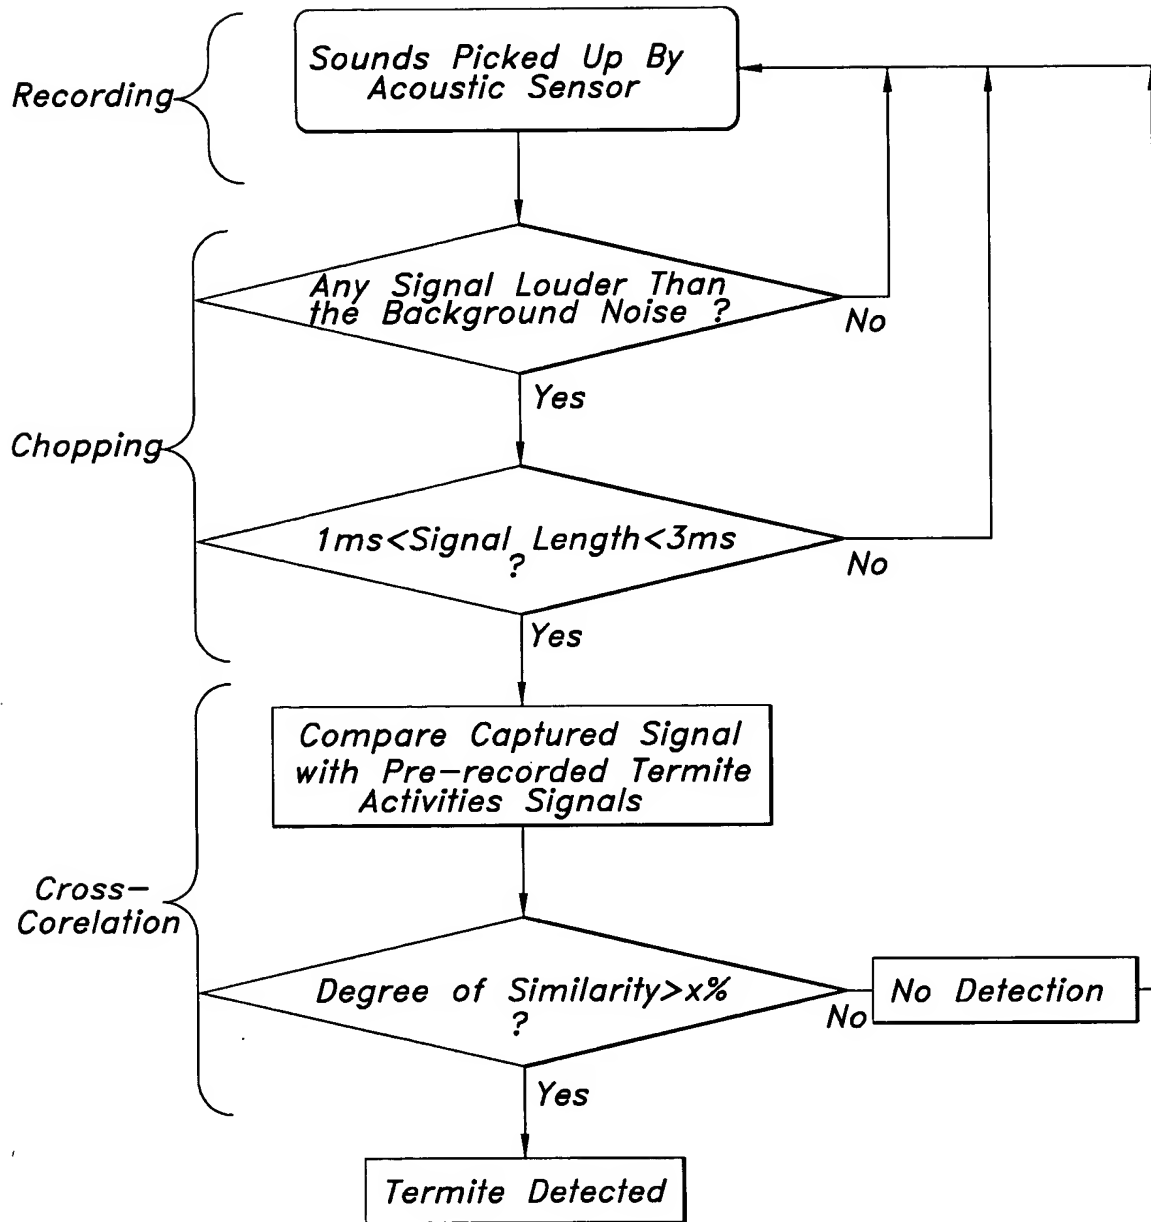 Recording
Sounds Picked Up By
Acoustic Sensor
Any Signal Louder Than
the Background Noise ?
No
Yes
Chopping
1ms<Signal Length<3ms
?
No
Yes
Compare Captured Signal
with Pre-recorded Termite
Activities Signals
Cross-
Corelation
Degree of Similarity>x%
?
No
No Detection
Yes
Termite Detected